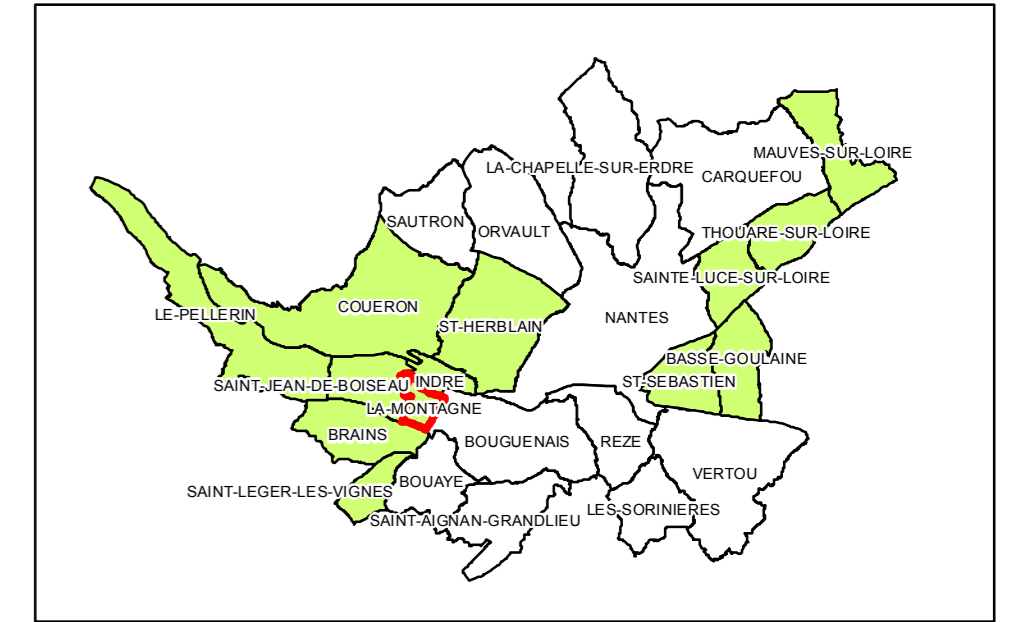 MAUVES-SUR-LOIRE
LA-CHAPELLE-SUR-ERDRE
CARQUEFOU
SAUTRON
ORVAULT
THOUARE-SUR-LOIRE
SAINTE-LUCE-SUR-LOIRE
COUERON
LE-PELLERIN
NANTES
ST-HERBLAIN
BASSE-GOULAINE
SAINT-JEAN-DE-BOISEAU
INDRE
ST-SEBASTIEN
LA-MONTAGNE
BRAINS
BOUGUENAIS
REZE
VERTOU
BOUAYE
SAINT-LEGER-LES-VIGNES
LES-SORINIERES
SAINT-AIGNAN-GRANDLIEU